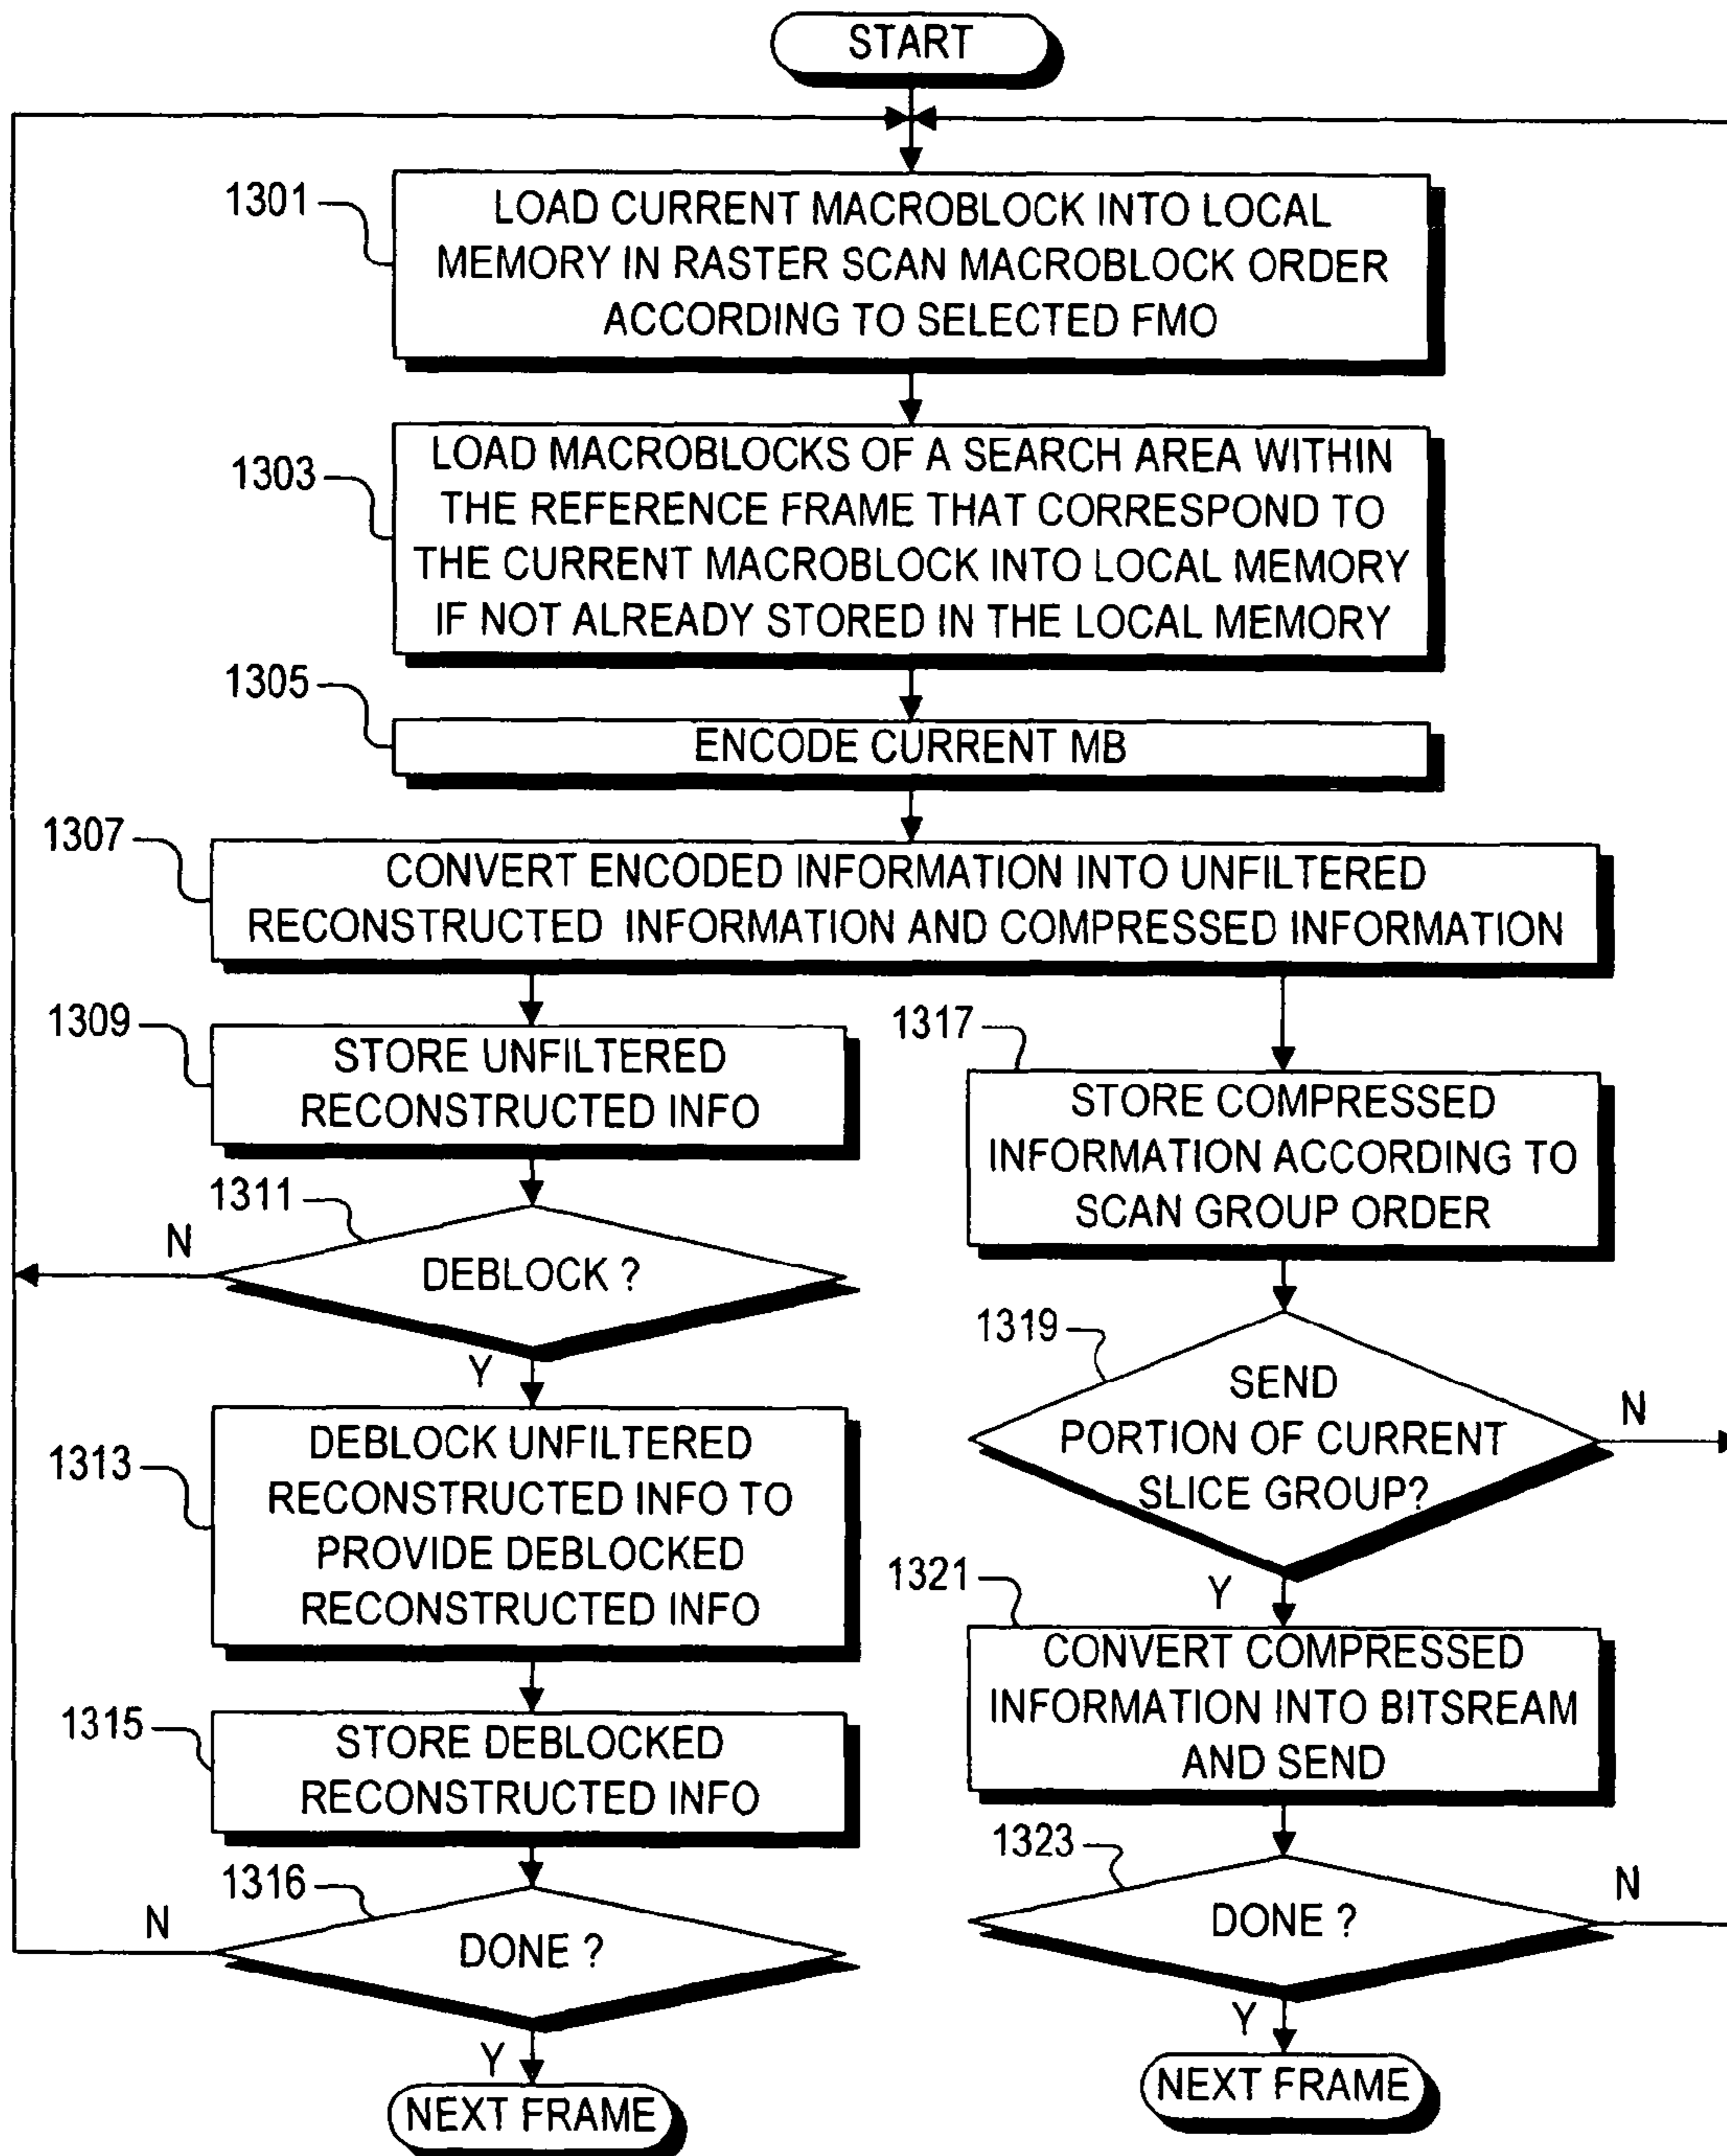 START
1301
LOAD CURRENT MACROBLOCK INTO LOCAL
MEMORY IN RASTER SCAN MACROBLOCK ORDER
ACCORDING TO SELECTED FMO
1303
LOAD MACROBLOCKS OF A SEARCH AREA WITHIN
THE REFERENCE FRAME THAT CORRESPOND TO
THE CURRENT MACROBLOCK INTO LOCAL MEMORY
IF NOT ALREADY STORED IN THE LOCAL MEMORY
1305
ENCODE CURRENT MB
1307
CONVERT ENCODED INFORMATION INTO UNFILTERED
RECONSTRUCTED INFORMATION AND COMPRESSED INFORMATION
1309
STORE UNFILTERED
RECONSTRUCTED INFO
1311
DEBLOCK ?
N
Y
1313
DEBLOCK UNFILTERED
RECONSTRUCTED INFO TO
PROVIDE DEBLOCKED
RECONSTRUCTED INFO
1315
STORE DEBLOCKED
RECONSTRUCTED INFO
1316
DONE ?
N
Y
NEXT FRAME
1317
STORE COMPRESSED
INFORMATION ACCORDING TO
SCAN GROUP ORDER
1319
SEND
PORTION OF CURRENT
SLICE GROUP?
N
Y
1321
CONVERT COMPRESSED
INFORMATION INTO BITSREAM
AND SEND
1323
DONE ?
N
Y
NEXT FRAME